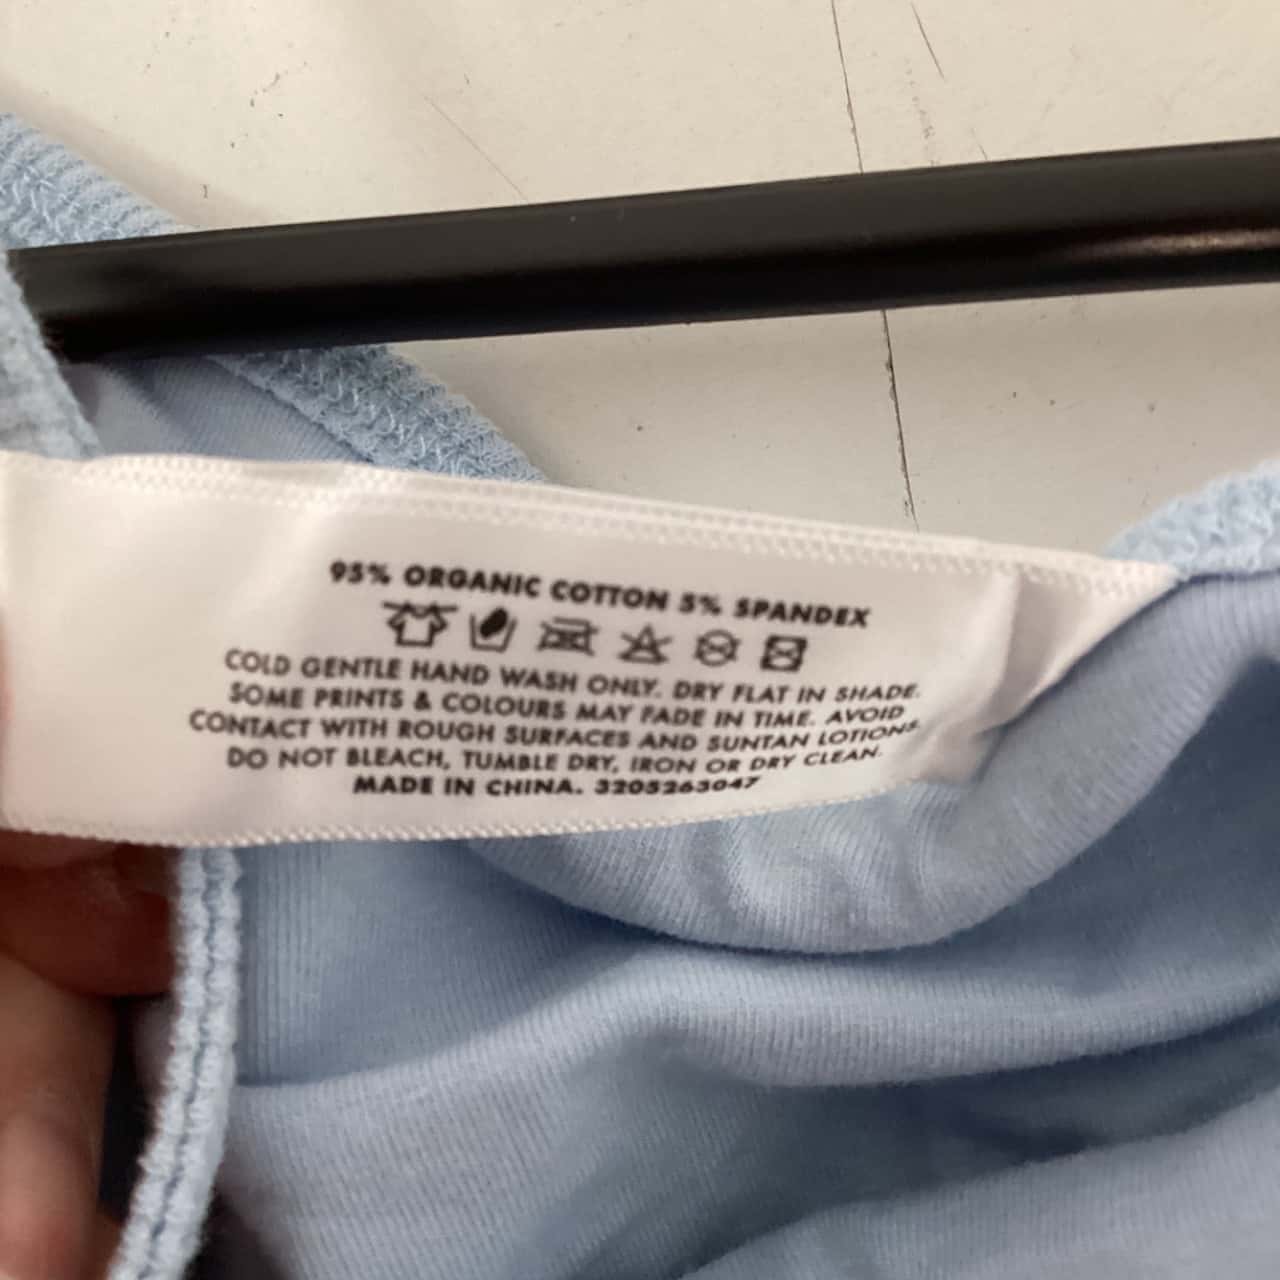 95% ORGANIC COTTON 5% SPANDEX
COLD GENTLE HAND WASH ONLY. DRY FLAT IN SHADE.
SOME PRINTS & COLOURS MAY FADE IN TIME. AVOID
CONTACT WITH ROUGH SURFACES AND SUNTAN LOTIONS.
DO NOT BLEACH, TUMBLE DRY, IRON OR DRY CLEAN.
MADE IN CHINA. 3205263047